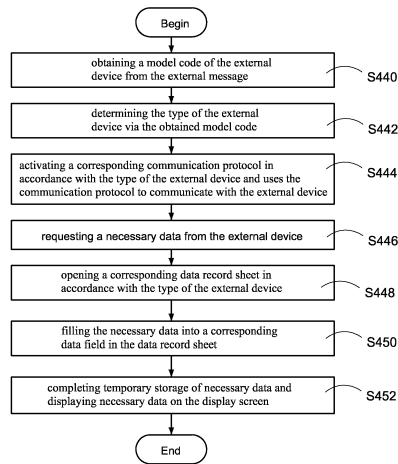 Begin
obtaining a model code of the external
device from the external message
S440
determining the type of the external
device via the obtained model code
S442
activating a corresponding communication protocol in
accordance with the type of the external device and uses the
communication protocol to communicate with the external device
S444
requesting a necessary data from the external device
S446
opening a corresponding data record sheet in
accordance with the type of the external device
S448
filling the necessary data into a corresponding
data field in the data record sheet
S450
completing temporary storage of necessary data and
displaying necessary data on the display screen
S452
End